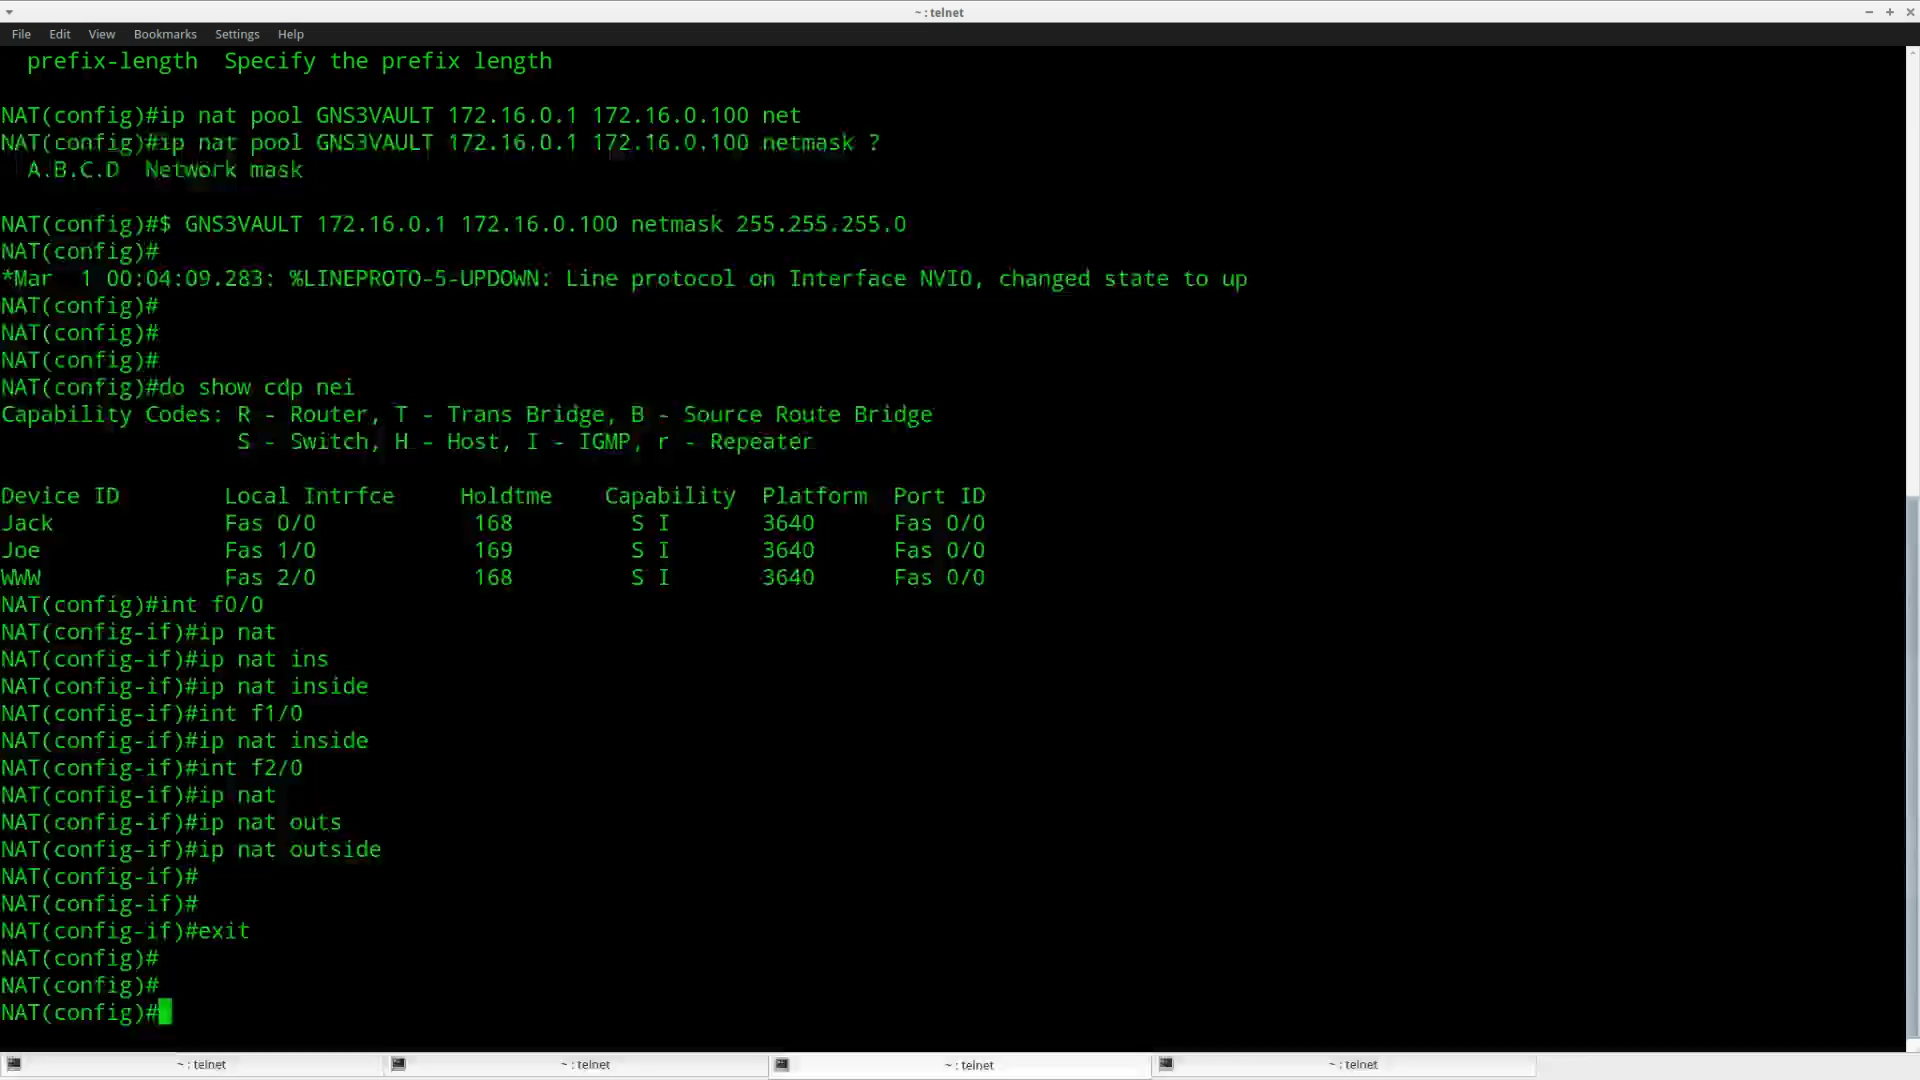 ~ : telnet
File Edit View Bookmarks Settings Help
  prefix-length  Specify the prefix length
NAT(config)#ip nat pool GNS3VAULT 172.16.0.1 172.16.0.100 net
NAT(config)#ip nat pool GNS3VAULT 172.16.0.1 172.16.0.100 netmask ?
  A.B.C.D  Network mask
NAT(config)#$ GNS3VAULT 172.16.0.1 172.16.0.100 netmask 255.255.255.0
NAT(config)#
*Mar  1 00:04:09.283: %LINEPROTO-5-UPDOWN: Line protocol on Interface NVI0, changed state to up
NAT(config)#
NAT(config)#
NAT(config)#
NAT(config)#do show cdp nei
Capability Codes: R - Router, T - Trans Bridge, B - Source Route Bridge
                  S - Switch, H - Host, I - IGMP, r - Repeater
Device ID        Local Intrfce     Holdtme    Capability  Platform  Port ID
Jack             Fas 0/0            168         S I       3640      Fas 0/0
Joe              Fas 1/0            169         S I       3640      Fas 0/0
WWW              Fas 2/0            168         S I       3640      Fas 0/0
NAT(config)#int f0/0
NAT(config-if)#ip nat
NAT(config-if)#ip nat ins
NAT(config-if)#ip nat inside
NAT(config-if)#int f1/0
NAT(config-if)#ip nat inside
NAT(config-if)#int f2/0
NAT(config-if)#ip nat
NAT(config-if)#ip nat outs
NAT(config-if)#ip nat outside
NAT(config-if)#
NAT(config-if)#
NAT(config-if)#exit
NAT(config)#
NAT(config)#
NAT(config)#
~ : telnet
~ : telnet
~ : telnet
~ : telnet